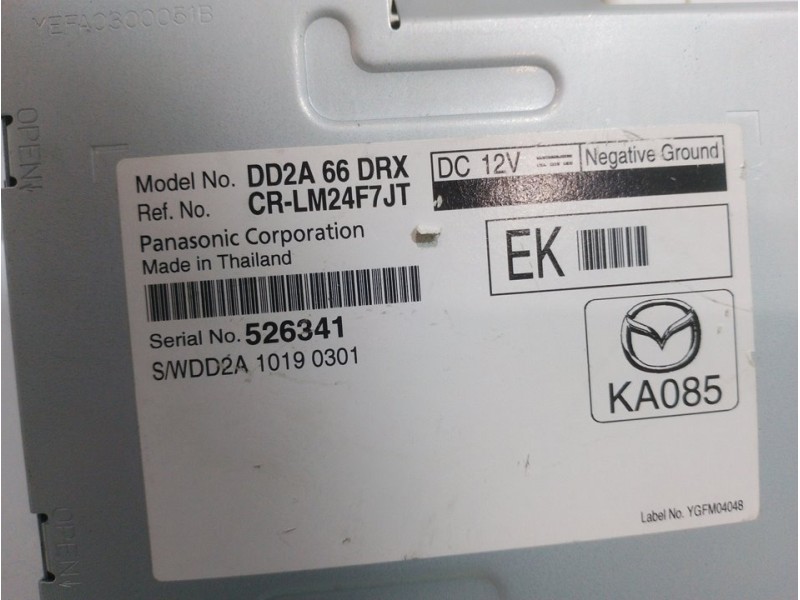 YEFA0300051B
OPEN
Model No. DD2A 66 DRX
Ref. No. CR-LM24F7JT
DC 12V Negative Ground
Panasonic Corporation
Made in Thailand
EK
Serial No. 526341
S/WDD2A 1019 0301
KA085
Label No. YGFM04048
OPEN